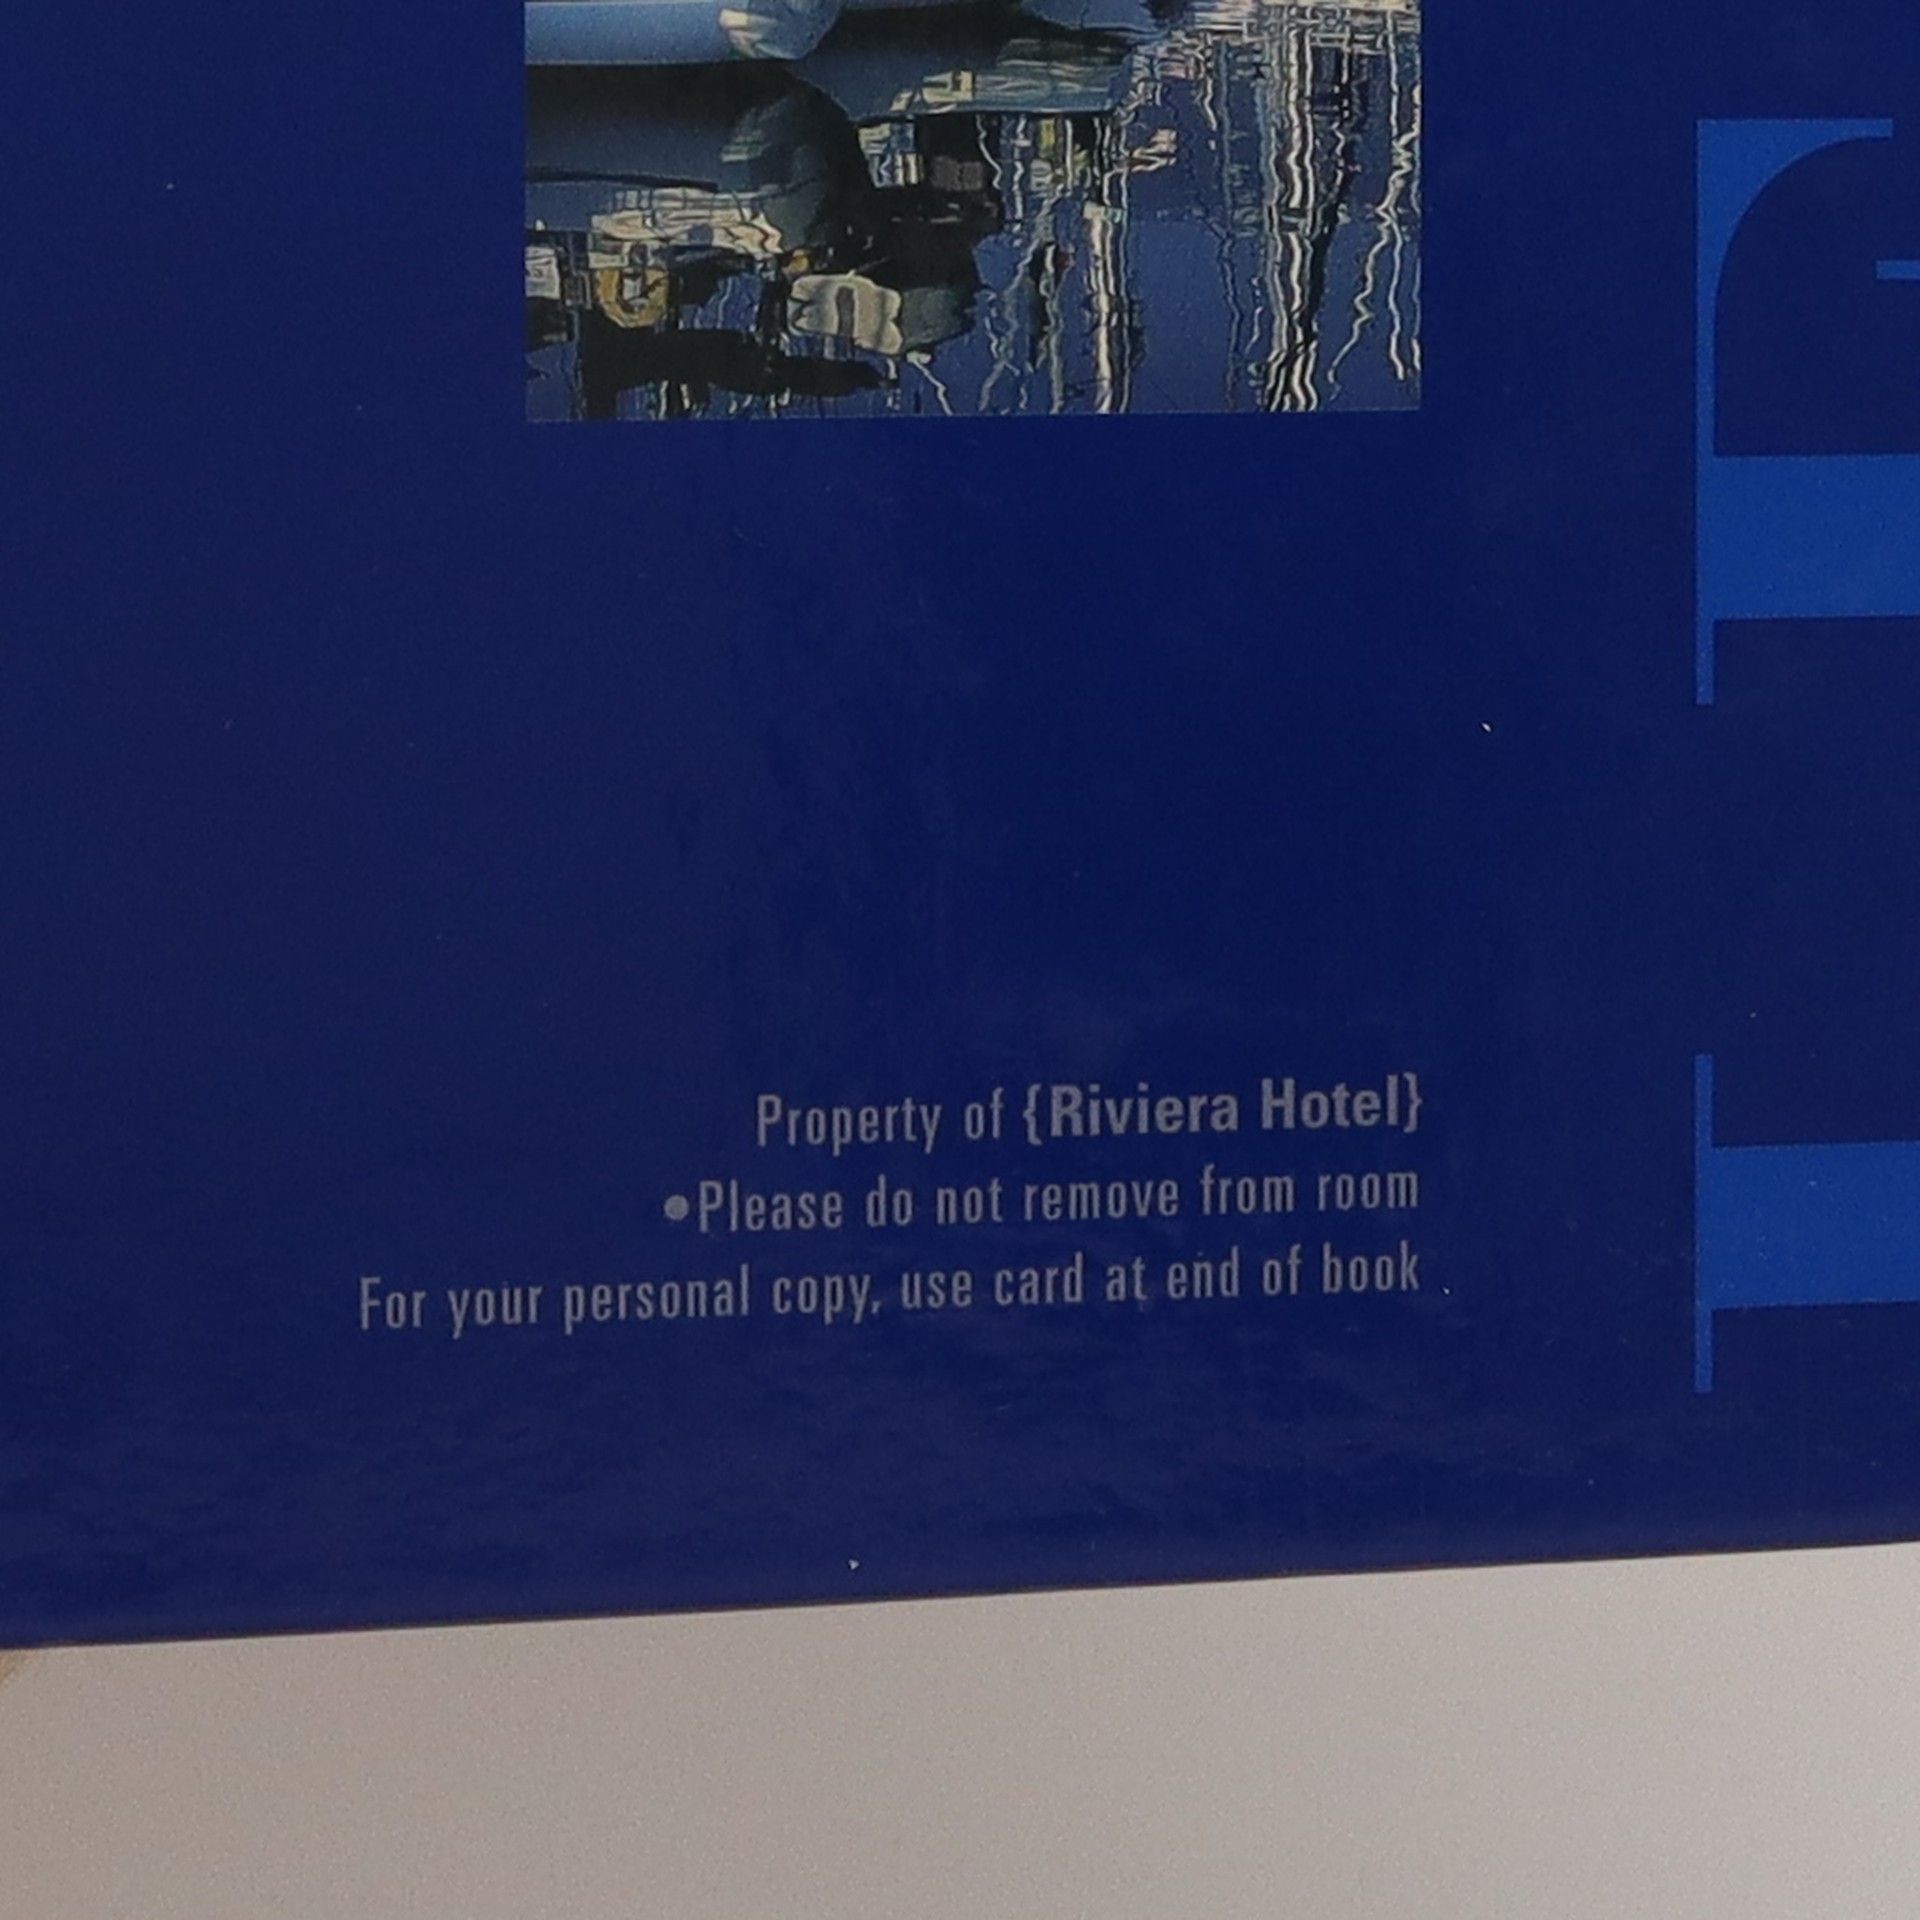 Property of {Riviera Hotel}
•Please do not remove from room
For your personal copy, use card at end of book